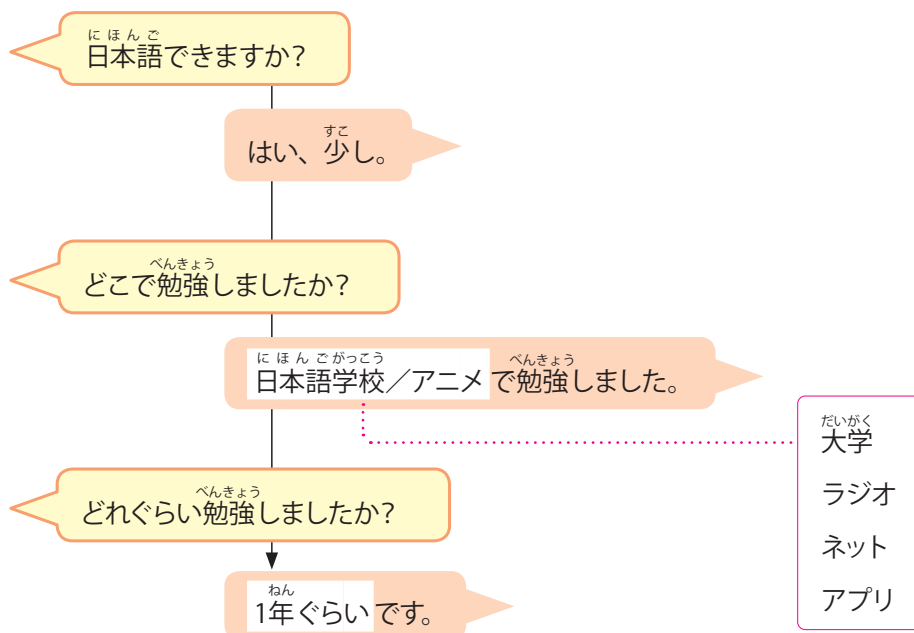 にほんご
日本語できますか?
すこ
はい、少し。
べんきょう
どこで勉強しましたか?
にほんごがっこう べんきょう
日本語学校／アニメ で勉強しました。
だいがく
大学
ラジオ
ネット
アプリ
べんきょう
どれぐらい勉強しましたか?
ねん
1年ぐらい です。